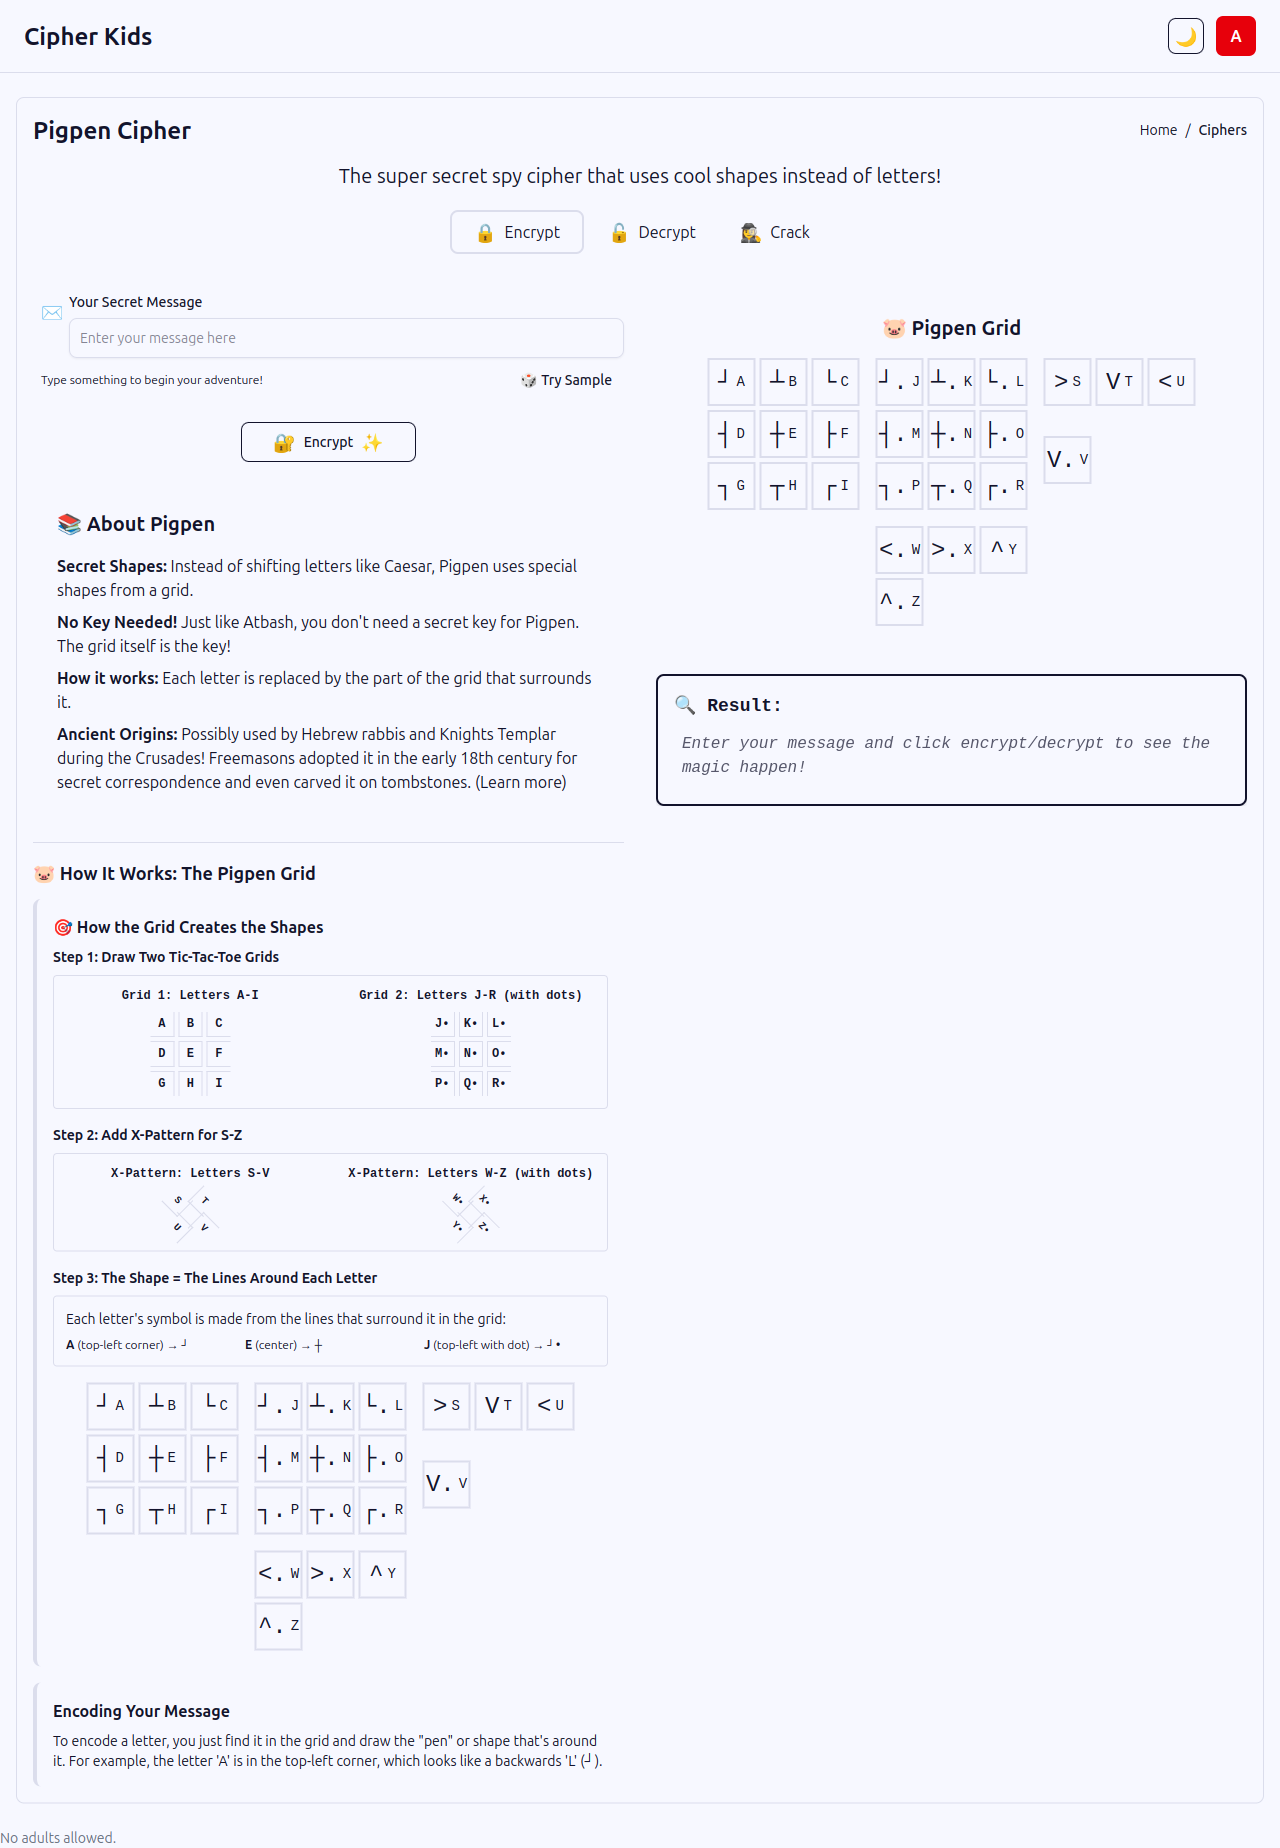 Cipher Kids
🌙
A
Pigpen Cipher
Home / Ciphers
The super secret spy cipher that uses cool shapes instead of letters!
🔒 Encrypt
🔓 Decrypt
🕵️‍♀️ Crack
✉️ Your Secret Message
Enter your message here
Type something to begin your adventure!
🎲 Try Sample
🔐 Encrypt ✨
📚 About Pigpen
Secret Shapes: Instead of shifting letters like Caesar, Pigpen uses special
shapes from a grid.
No Key Needed! Just like Atbash, you don't need a secret key for Pigpen.
The grid itself is the key!
How it works: Each letter is replaced by the part of the grid that surrounds
it.
Ancient Origins: Possibly used by Hebrew rabbis and Knights Templar
during the Crusades! Freemasons adopted it in the early 18th century for
secret correspondence and even carved it on tombstones. (Learn more)
🐷 Pigpen Grid
┘ A ┴ B └ C ┘. J ┴. K └. L > S V T < U
┤ D ┼ E ├ F ┤. M ┼. N ├. O
V. V
┐ G ┬ H ┌ I ┐. P ┬. Q ┌. R
<. W >. X ^ Y
^. Z
🔍 Result:
Enter your message and click encrypt/decrypt to see the
magic happen!
🐷 How It Works: The Pigpen Grid
🎯 How the Grid Creates the Shapes
Step 1: Draw Two Tic-Tac-Toe Grids
Grid 1: Letters A-I
A B C
D E F
G H I
Grid 2: Letters J-R (with dots)
J• K• L•
M• N• O•
P• Q• R•
Step 2: Add X-Pattern for S-Z
X-Pattern: Letters S-V
S T
U V
X-Pattern: Letters W-Z (with dots)
W• X•
Y• Z•
Step 3: The Shape = The Lines Around Each Letter
Each letter's symbol is made from the lines that surround it in the grid:
A (top-left corner) → ┘
E (center) → ┼
J (top-left with dot) → ┘•
┘ A ┴ B └ C ┘. J ┴. K └. L > S V T < U
┤ D ┼ E ├ F ┤. M ┼. N ├. O
V. V
┐ G ┬ H ┌ I ┐. P ┬. Q ┌. R
<. W >. X ^ Y
^. Z
Encoding Your Message
To encode a letter, you just find it in the grid and draw the "pen" or shape that's around
it. For example, the letter 'A' is in the top-left corner, which looks like a backwards 'L' (┘).
No adults allowed.